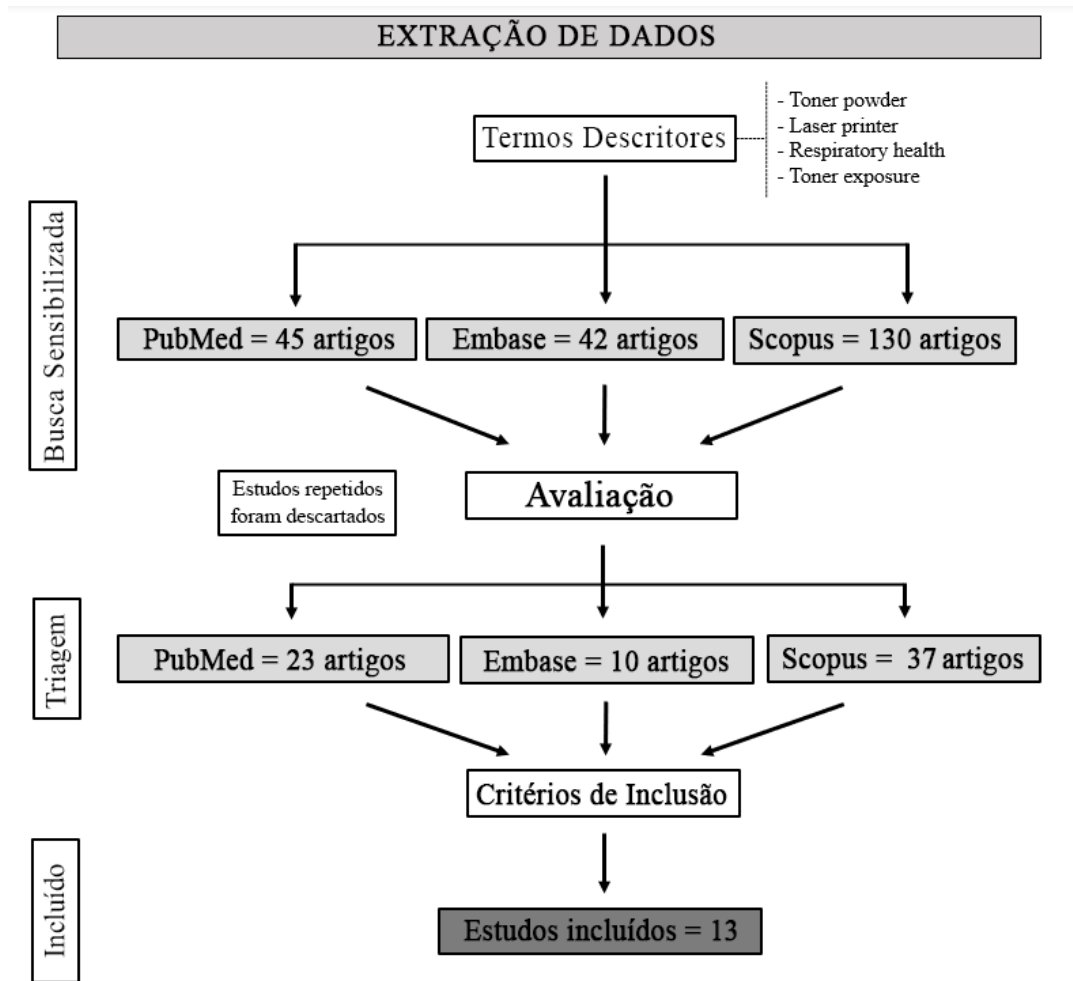 EXTRAÇÃO DE DADOS
Termos Descritores
- Toner powder
- Laser printer
- Respiratory health
- Toner exposure
Busca Sensibilizada
PubMed = 45 artigos
Embase = 42 artigos
Scopus = 130 artigos
Estudos repetidos
foram descartados
Avaliação
Triagem
PubMed = 23 artigos
Embase = 10 artigos
Scopus = 37 artigos
Critérios de Inclusão
Incluído
Estudos incluídos = 13